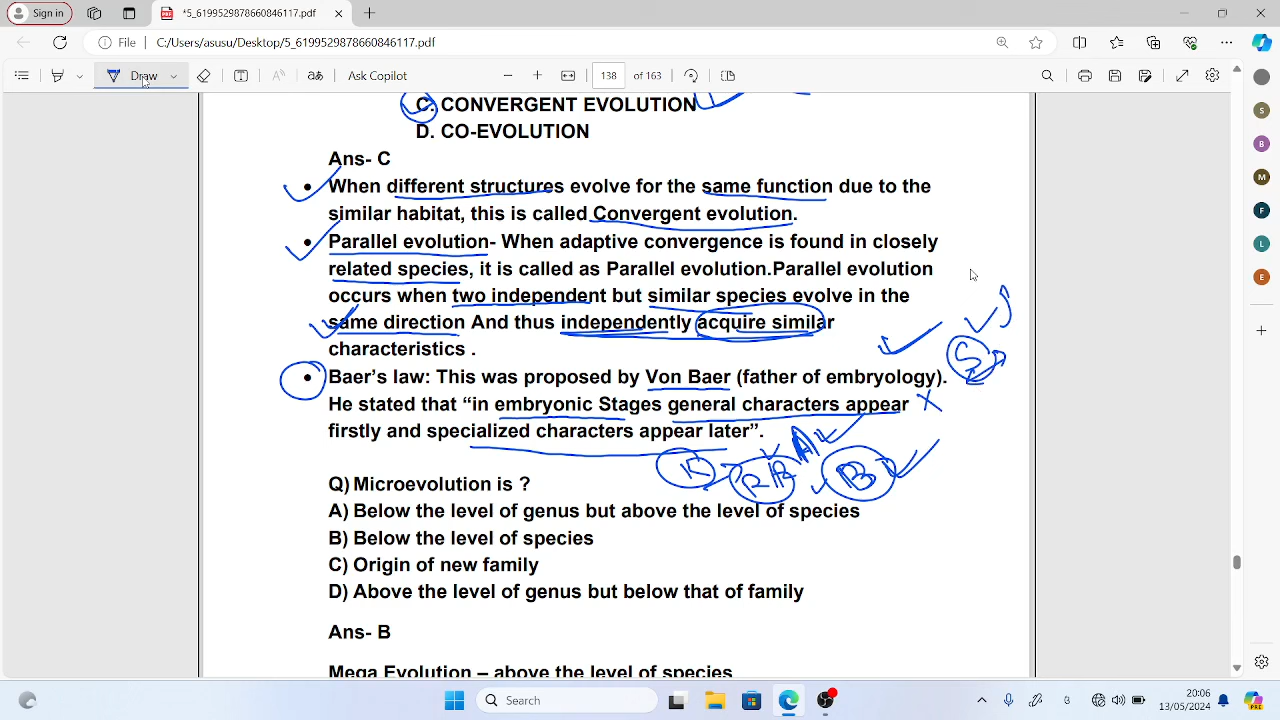 Sign in
*5_6199529878660846117.pdf
File
C:/Users/asusu/Desktop/5_6199529878660846117.pdf
Draw
Ask Copilot
138 of 163
C. CONVERGENT EVOLUTION
D. CO-EVOLUTION
Ans- C
• When different structures evolve for the same function due to the
similar habitat, this is called Convergent evolution.
• Parallel evolution- When adaptive convergence is found in closely
related species, it is called as Parallel evolution.Parallel evolution
occurs when two independent but similar species evolve in the
same direction And thus independently acquire similar
characteristics .
• Baer's law: This was proposed by Von Baer (father of embryology).
He stated that “in embryonic Stages general characters appear
firstly and specialized characters appear later”.
S
A
K
R
B
B
Q) Microevolution is ?
A) Below the level of genus but above the level of species
B) Below the level of species
C) Origin of new family
D) Above the level of genus but below that of family
Ans- B
Mega Evolution – above the level of species
Search
20:06
13/05/2024